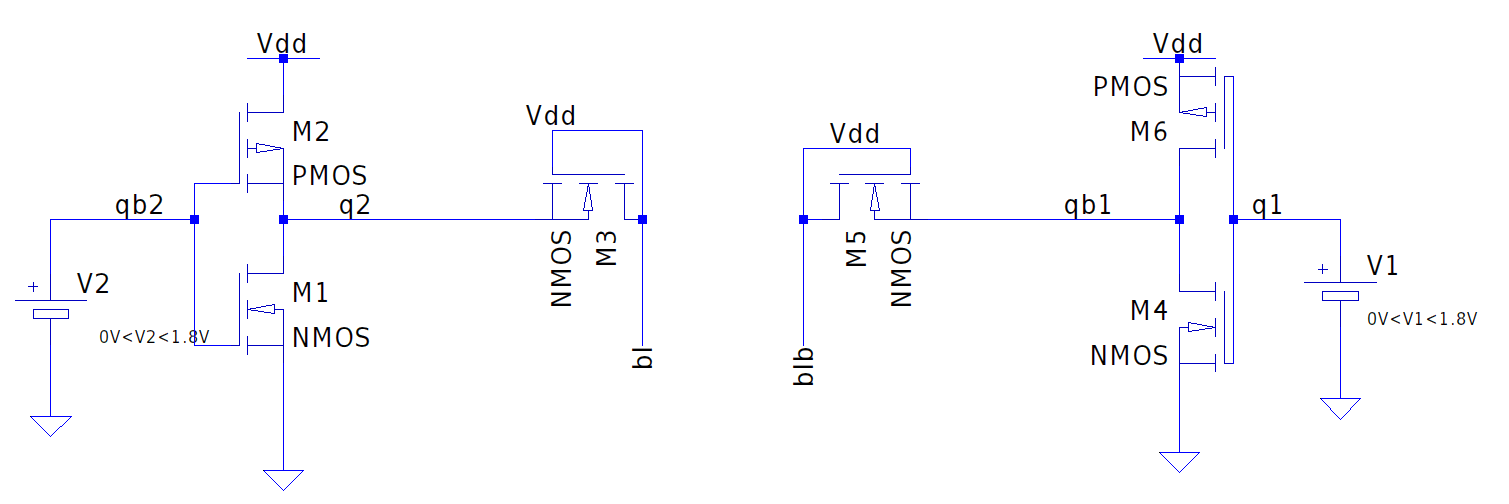 Vdd
Vdd
PMOS
Vdd
M2
Vdd
M6
PMOS
qb2
q2
qb1
q1
NMOS
M3
M5
NMOS
+
V2
+
V1
M1
M4
0V<V2<1.8V
NMOS
0V<V1<1.8V
NMOS
bl
blb